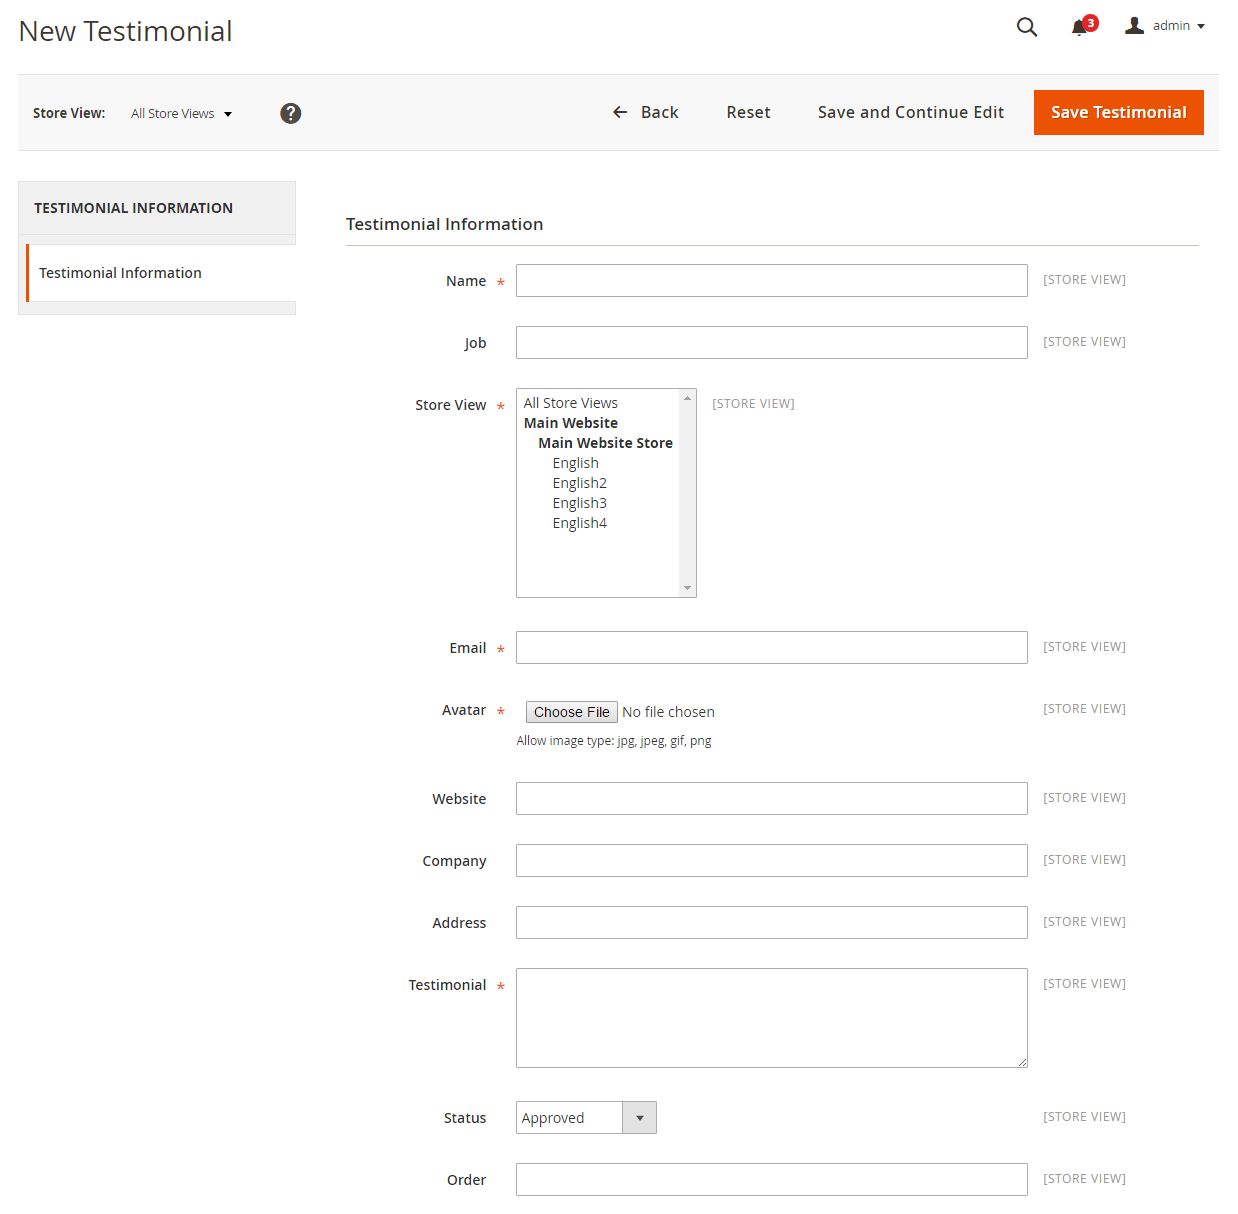 New Testimonial
3
admin
Store View: All Store Views ? Back Reset Save and Continue Edit Save Testimonial
TESTIMONIAL INFORMATION
Testimonial Information
Testimonial Information
Name * [STORE VIEW]
Job [STORE VIEW]
Store View * All Store Views [STORE VIEW]
Main Website
Main Website Store
English
English2
English3
English4
Email * [STORE VIEW]
Avatar * Choose File No file chosen [STORE VIEW]
Allow image type: jpg, jpeg, gif, png
Website [STORE VIEW]
Company [STORE VIEW]
Address [STORE VIEW]
Testimonial * [STORE VIEW]
Status Approved [STORE VIEW]
Order [STORE VIEW]